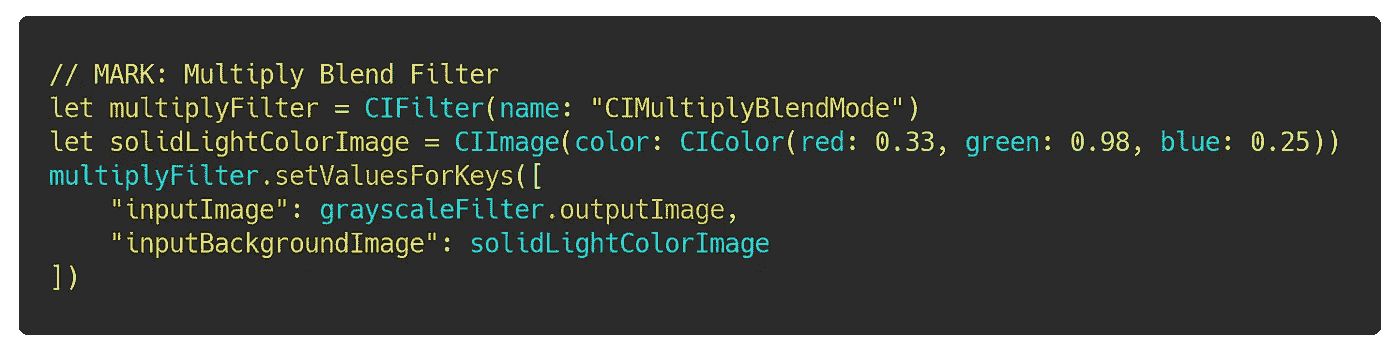 // MARK: Multiply Blend Filter
let multiplyFilter = CIFilter(name: "CIMultiplyBlendMode")
let solidLightColorImage = CIImage(color: CIColor(red: 0.33, green: 0.98, blue: 0.25))
multiplyFilter.setValuesForKeys([
    "inputImage": grayscaleFilter.outputImage,
    "inputBackgroundImage": solidLightColorImage
])